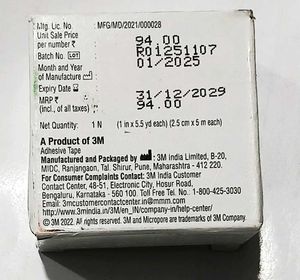 Mfg. Lic. No. : MFG/MD/2021/000028
Unit Sale Price
per number ₹ : 94.00
Batch No. LOT : R01251107
Month and Year 01/2025
of Manufacture :
Expiry Date : 31/12/2029
MRP ₹ : 94.00
(incl., of all taxes)
Net Quantity : 1 N (1 in x 5.5 yd each) (2.5 cm x 5 m each)
A Product of 3M
Adhesive Tape
Manufactured and Packaged by : 3M India Limited, B-20,
MIDC, Ranjangaon, Tal. Shirur, Pune, Maharashtra - 412 220.
For Consumer Complaints Contact: 3M India Customer
Contact Center, 48-51, Electronic City, Hosur Road,
Bengaluru, Karnataka - 560 100. Toll Free Tel No.: 1-800-425-3030
Email: 3mcustomercontactcenter.in@mmm.com
www.3mindia.in/3M/en_IN/company-in/help-center/
© 3M 2022. 3M and Micropore are trademarks of 3M Company.